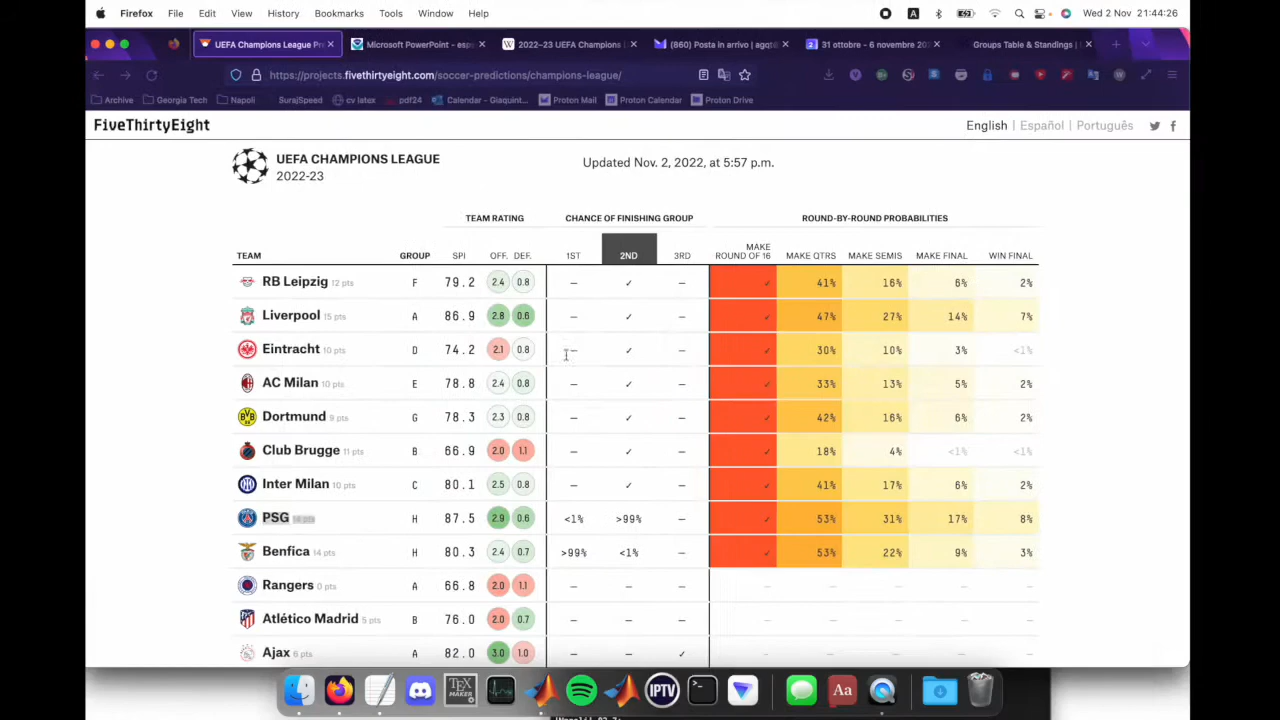 Firefox File Edit View History Bookmarks Tools Window Help A Wed 2 Nov 21:44:26
UEFA Champions League Pr × Microsoft PowerPoint - esp × W 2022–23 UEFA Champions × (860) Posta in arrivo | agqte × 31 ottobre - 6 novembre 20 × Groups Table & Standings | × +
https://projects.fivethirtyeight.com/soccer-predictions/champions-league/
Archive Georgia Tech Napoli SurajSpeed cv latex pdf24 Calendar - Giaquint... Proton Mail Proton Calendar Proton Drive
FiveThirtyEight English | Español | Português
UEFA CHAMPIONS LEAGUE
2022-23
Updated Nov. 2, 2022, at 5:57 p.m.
TEAM RATING CHANCE OF FINISHING GROUP ROUND-BY-ROUND PROBABILITIES
TEAM GROUP SPI OFF. DEF. 1ST 2ND 3RD MAKE ROUND OF 16 MAKE QTRS MAKE SEMIS MAKE FINAL WIN FINAL
RB Leipzig 12 pts F 79.2 2.4 0.8 — ✓ — ✓ 41% 16% 6% 2%
Liverpool 15 pts A 86.9 2.8 0.6 — ✓ — ✓ 47% 27% 14% 7%
Eintracht 10 pts D 74.2 2.1 0.8 — ✓ — ✓ 30% 10% 3% <1%
AC Milan 10 pts E 78.8 2.4 0.8 — ✓ — ✓ 33% 13% 5% 2%
Dortmund 9 pts G 78.3 2.3 0.8 — ✓ — ✓ 42% 16% 6% 2%
Club Brugge 11 pts B 66.9 2.0 1.1 — ✓ — ✓ 18% 4% <1% <1%
Inter Milan 10 pts C 80.1 2.5 0.8 — ✓ — ✓ 41% 17% 6% 2%
PSG H 87.5 2.9 0.6 <1% >99% — ✓ 53% 31% 17% 8%
Benfica 14 pts H 80.3 2.4 0.7 >99% <1% — ✓ 53% 22% 9% 3%
Rangers 0 pts A 66.8 2.0 1.1 — — — — — — — —
Atlético Madrid 5 pts B 76.0 2.0 0.7 — — — — — — — —
Ajax 6 pts A 82.0 3.0 1.0 — — ✓ — — — — —
TEX MAKER IPTV Aa